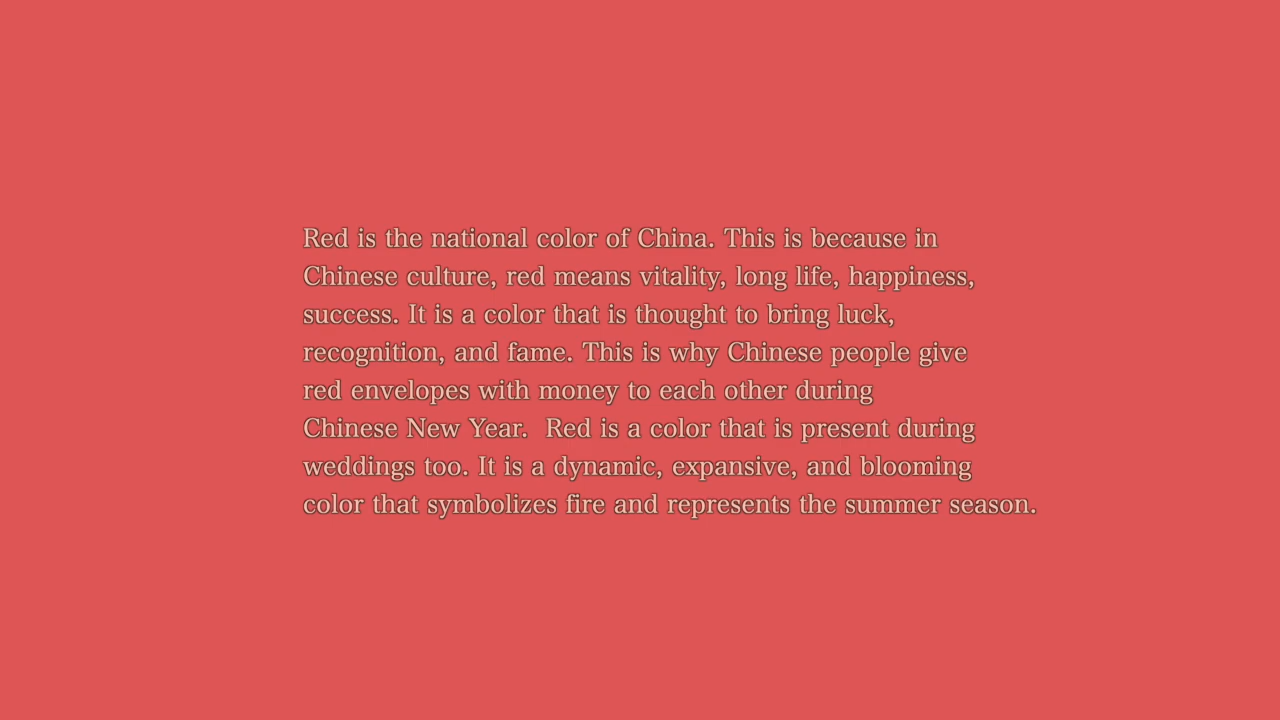 Red is the national color of China. This is because in
Chinese culture, red means vitality, long life, happiness,
success. It is a color that is thought to bring luck,
recognition, and fame. This is why Chinese people give
red envelopes with money to each other during
Chinese New Year.  Red is a color that is present during
weddings too. It is a dynamic, expansive, and blooming
color that symbolizes fire and represents the summer season.